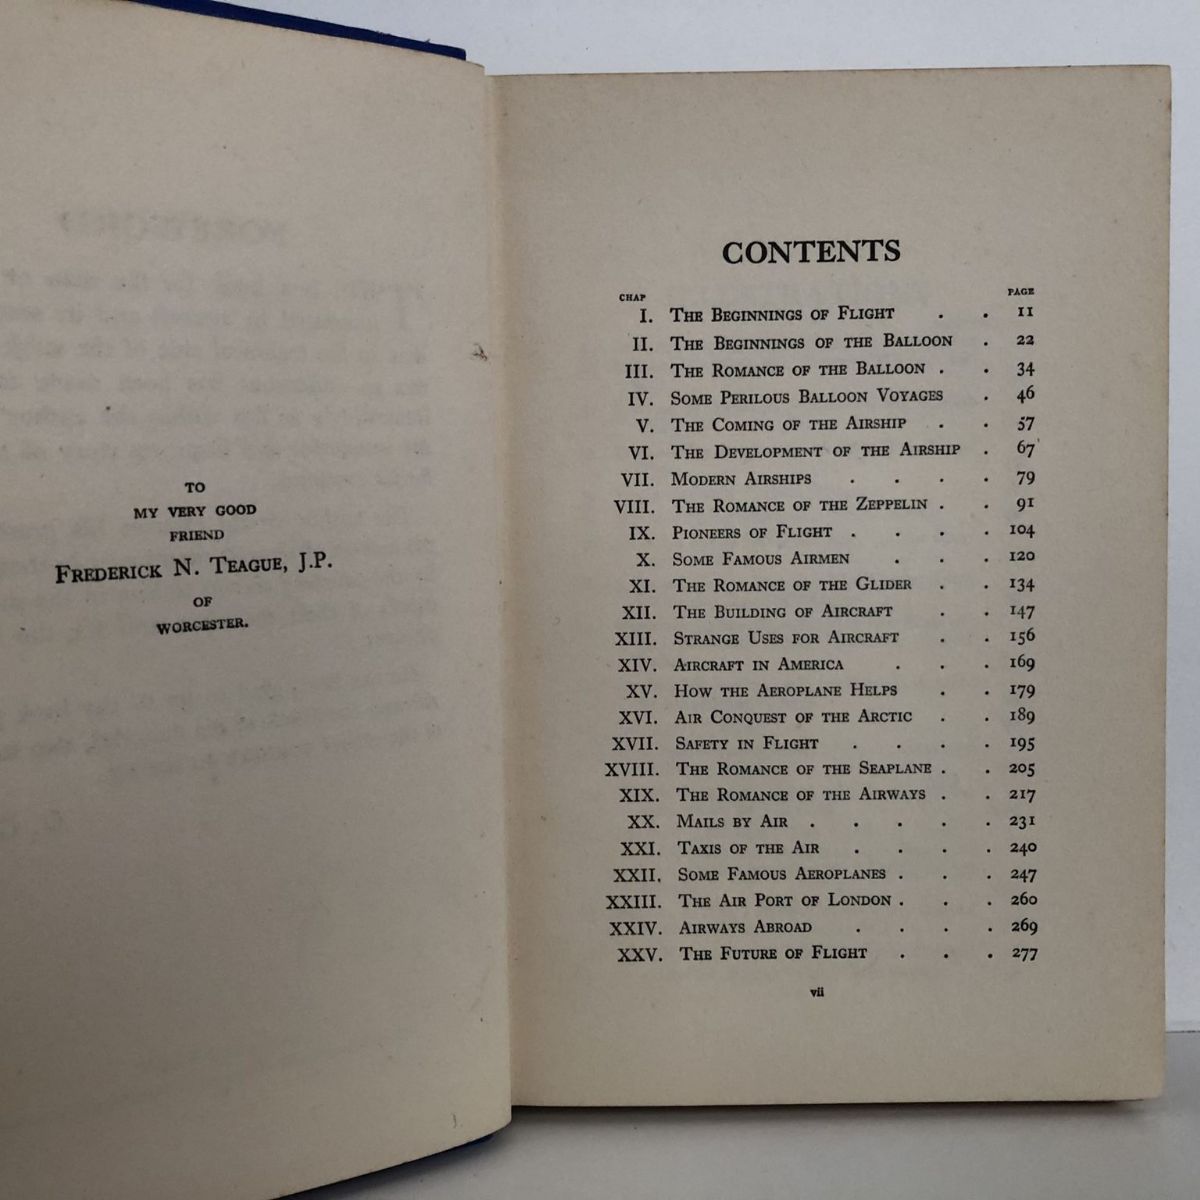 TO
MY VERY GOOD
FRIEND
FREDERICK N. TEAGUE, J.P.
OF
WORCESTER.
CONTENTS
CHAP PAGE
I. THE BEGINNINGS OF FLIGHT . . 11
II. THE BEGINNINGS OF THE BALLOON . 22
III. THE ROMANCE OF THE BALLOON . . 34
IV. SOME PERILOUS BALLOON VOYAGES . 46
V. THE COMING OF THE AIRSHIP . . 57
VI. THE DEVELOPMENT OF THE AIRSHIP . 67
VII. MODERN AIRSHIPS . . . . 79
VIII. THE ROMANCE OF THE ZEPPELIN . . 91
IX. PIONEERS OF FLIGHT . . . . 104
X. SOME FAMOUS AIRMEN . . . 120
XI. THE ROMANCE OF THE GLIDER . . 134
XII. THE BUILDING OF AIRCRAFT . . 147
XIII. STRANGE USES FOR AIRCRAFT . . 156
XIV. AIRCRAFT IN AMERICA . . . 169
XV. HOW THE AEROPLANE HELPS . . 179
XVI. AIR CONQUEST OF THE ARCTIC . . 189
XVII. SAFETY IN FLIGHT . . . . 195
XVIII. THE ROMANCE OF THE SEAPLANE . . 205
XIX. THE ROMANCE OF THE AIRWAYS . . 217
XX. MAILS BY AIR . . . . . 231
XXI. TAXIS OF THE AIR . . . . 240
XXII. SOME FAMOUS AEROPLANES . . . 247
XXIII. THE AIR PORT OF LONDON . . . 260
XXIV. AIRWAYS ABROAD . . . . 269
XXV. THE FUTURE OF FLIGHT . . . 277
vii